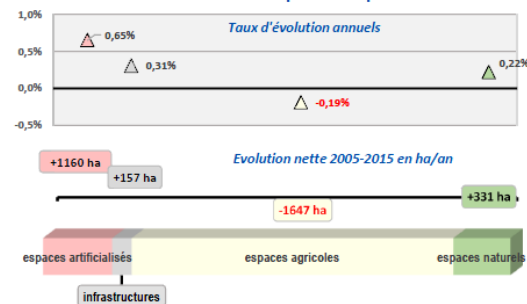 Taux d'évolution annuels
1,0%
0,65%
0,5%
0,31%
0,22%
0,0%
-0,19%
-0,5%
Evolution nette 2005-2015 en ha/an
+1160 ha
+157 ha
-1647 ha
+331 ha
espaces artificialisés
espaces agricoles
espaces naturels
infrastructures